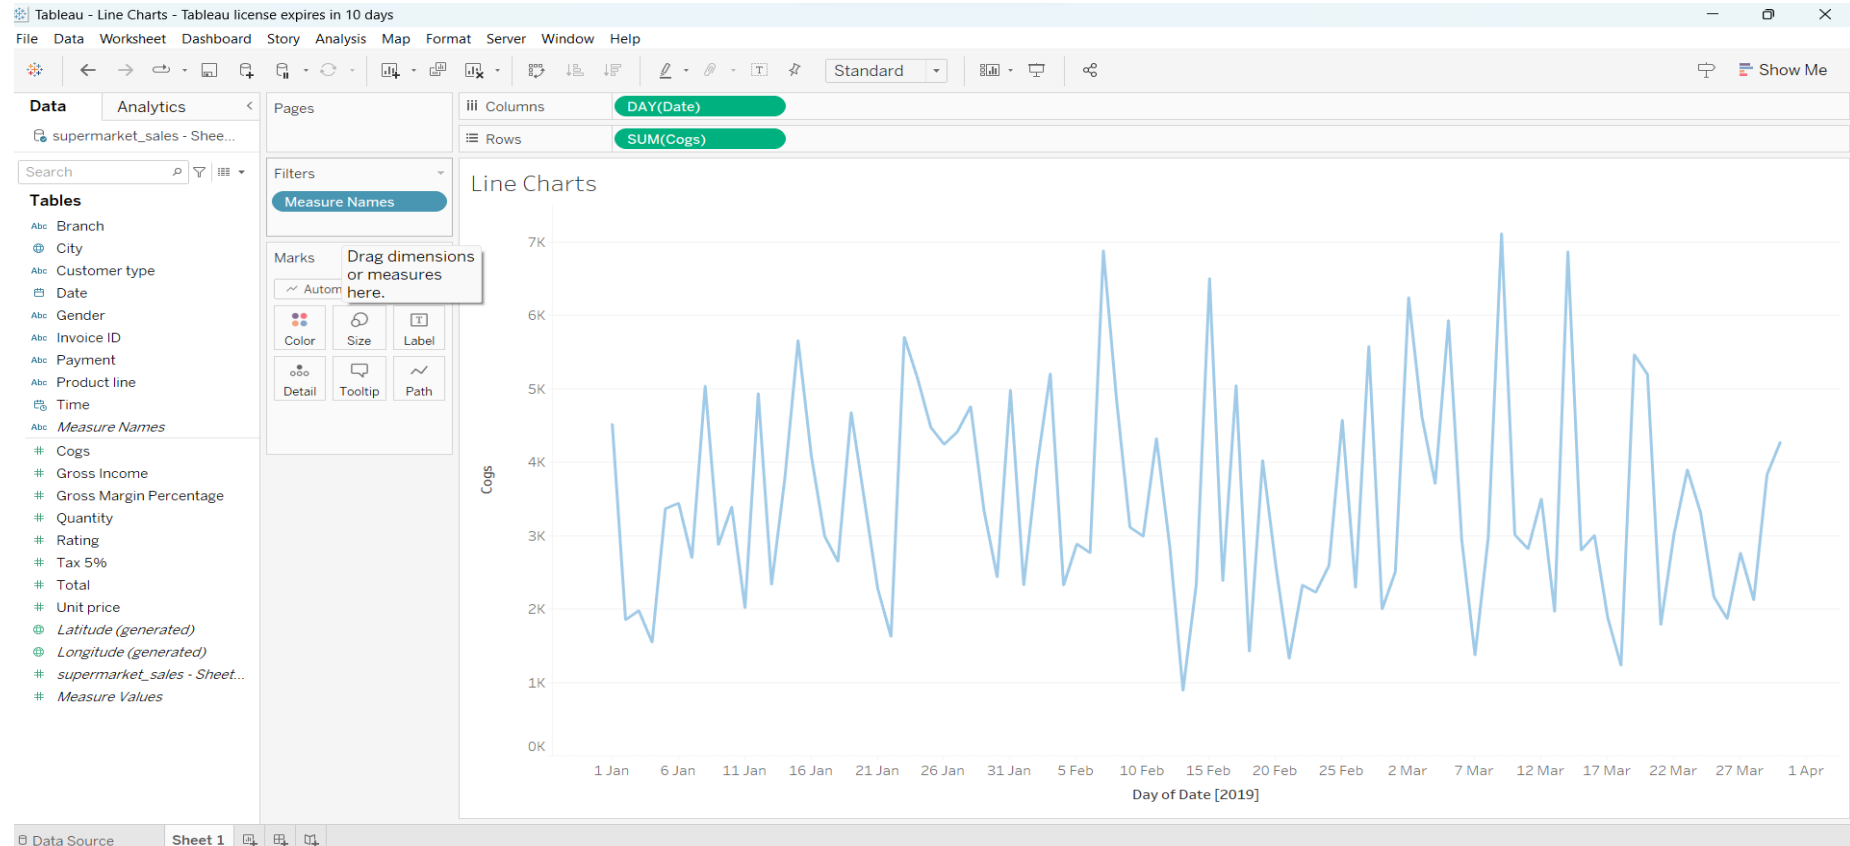 Tableau - Line Charts - Tableau license expires in 10 days
File Data Worksheet Dashboard Story Analysis Map Format Server Window Help
Standard
Show Me
Data Analytics
supermarket_sales - Shee...
Search
Tables
Abc Branch
City
Abc Customer type
Date
Abc Gender
Abc Invoice ID
Abc Payment
Abc Product line
Time
Abc Measure Names
# Cogs
# Gross Income
# Gross Margin Percentage
# Quantity
# Rating
# Tax 5%
# Total
# Unit price
Latitude (generated)
Longitude (generated)
# supermarket_sales - Sheet...
# Measure Values
Pages
Filters
Measure Names
Marks
Autom
Drag dimensions
or measures
here.
Color Size Label
Detail Tooltip Path
Columns DAY(Date)
Rows SUM(Cogs)
Line Charts
7K
6K
5K
4K
3K
2K
1K
0K
Cogs
1 Jan 6 Jan 11 Jan 16 Jan 21 Jan 26 Jan 31 Jan 5 Feb 10 Feb 15 Feb 20 Feb 25 Feb 2 Mar 7 Mar 12 Mar 17 Mar 22 Mar 27 Mar 1 Apr
Day of Date [2019]
Data Source Sheet 1